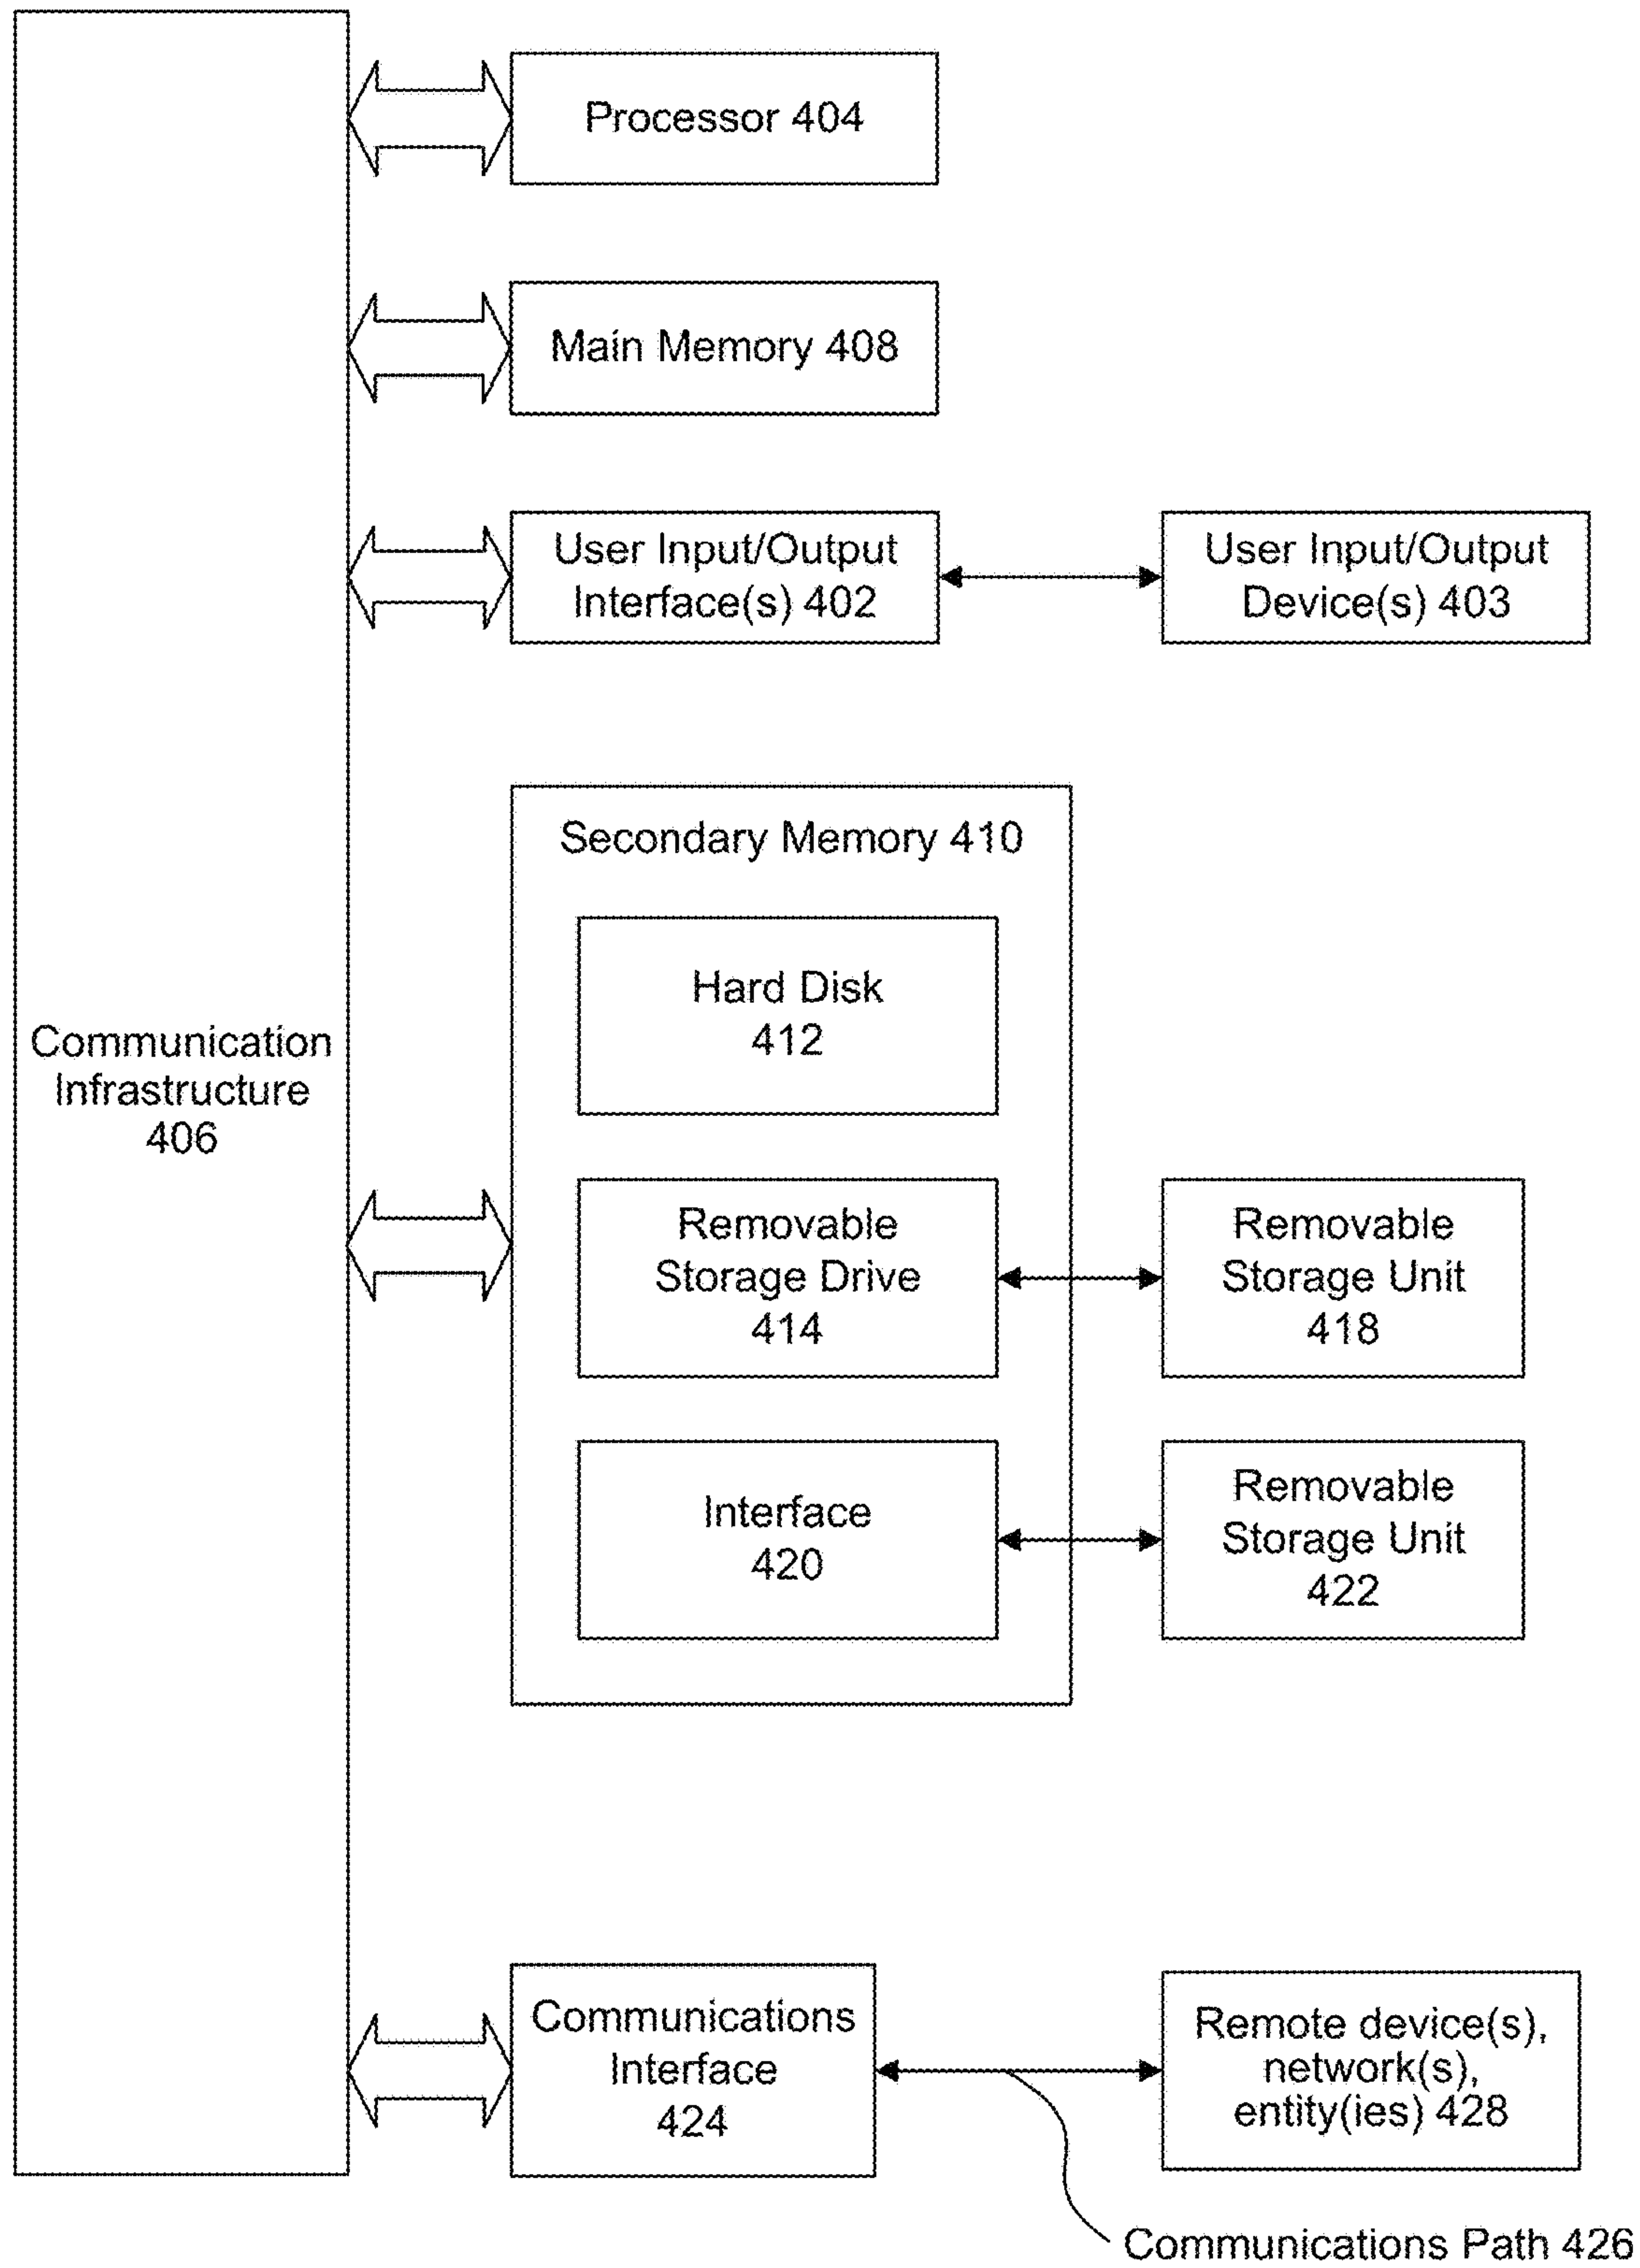 Processor 404
Main Memory 408
User Input/Output
Interface(s) 402
User Input/Output
Device(s) 403
Secondary Memory 410
Hard Disk
412
Communication
Infrastructure
406
Removable
Storage Drive
414
Removable
Storage Unit
418
Interface
420
Removable
Storage Unit
422
Communications
Interface
424
Remote device(s),
network(s),
entity(ies) 428
Communications Path 426